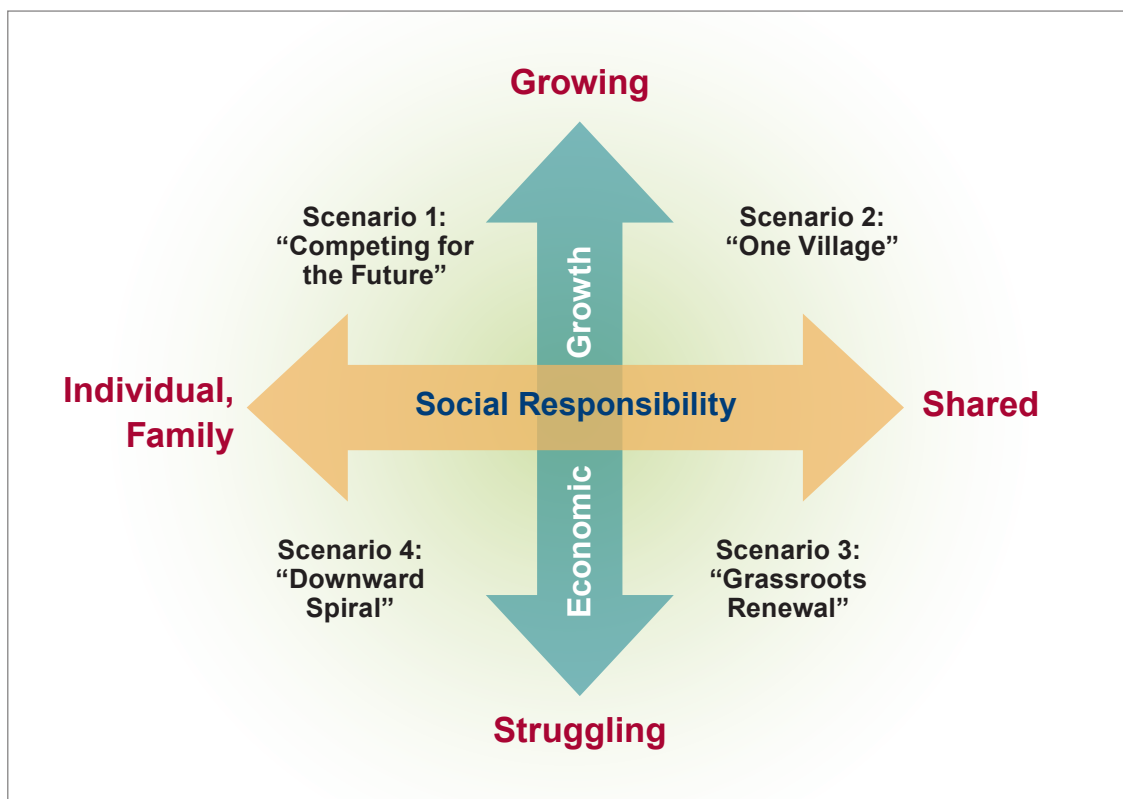 Growing
Scenario 1:
“Competing for
the Future”
Scenario 2:
“One Village”
Economic Growth
Individual,
Family
Social Responsibility
Shared
Scenario 4:
“Downward
Spiral”
Scenario 3:
“Grassroots
Renewal”
Struggling